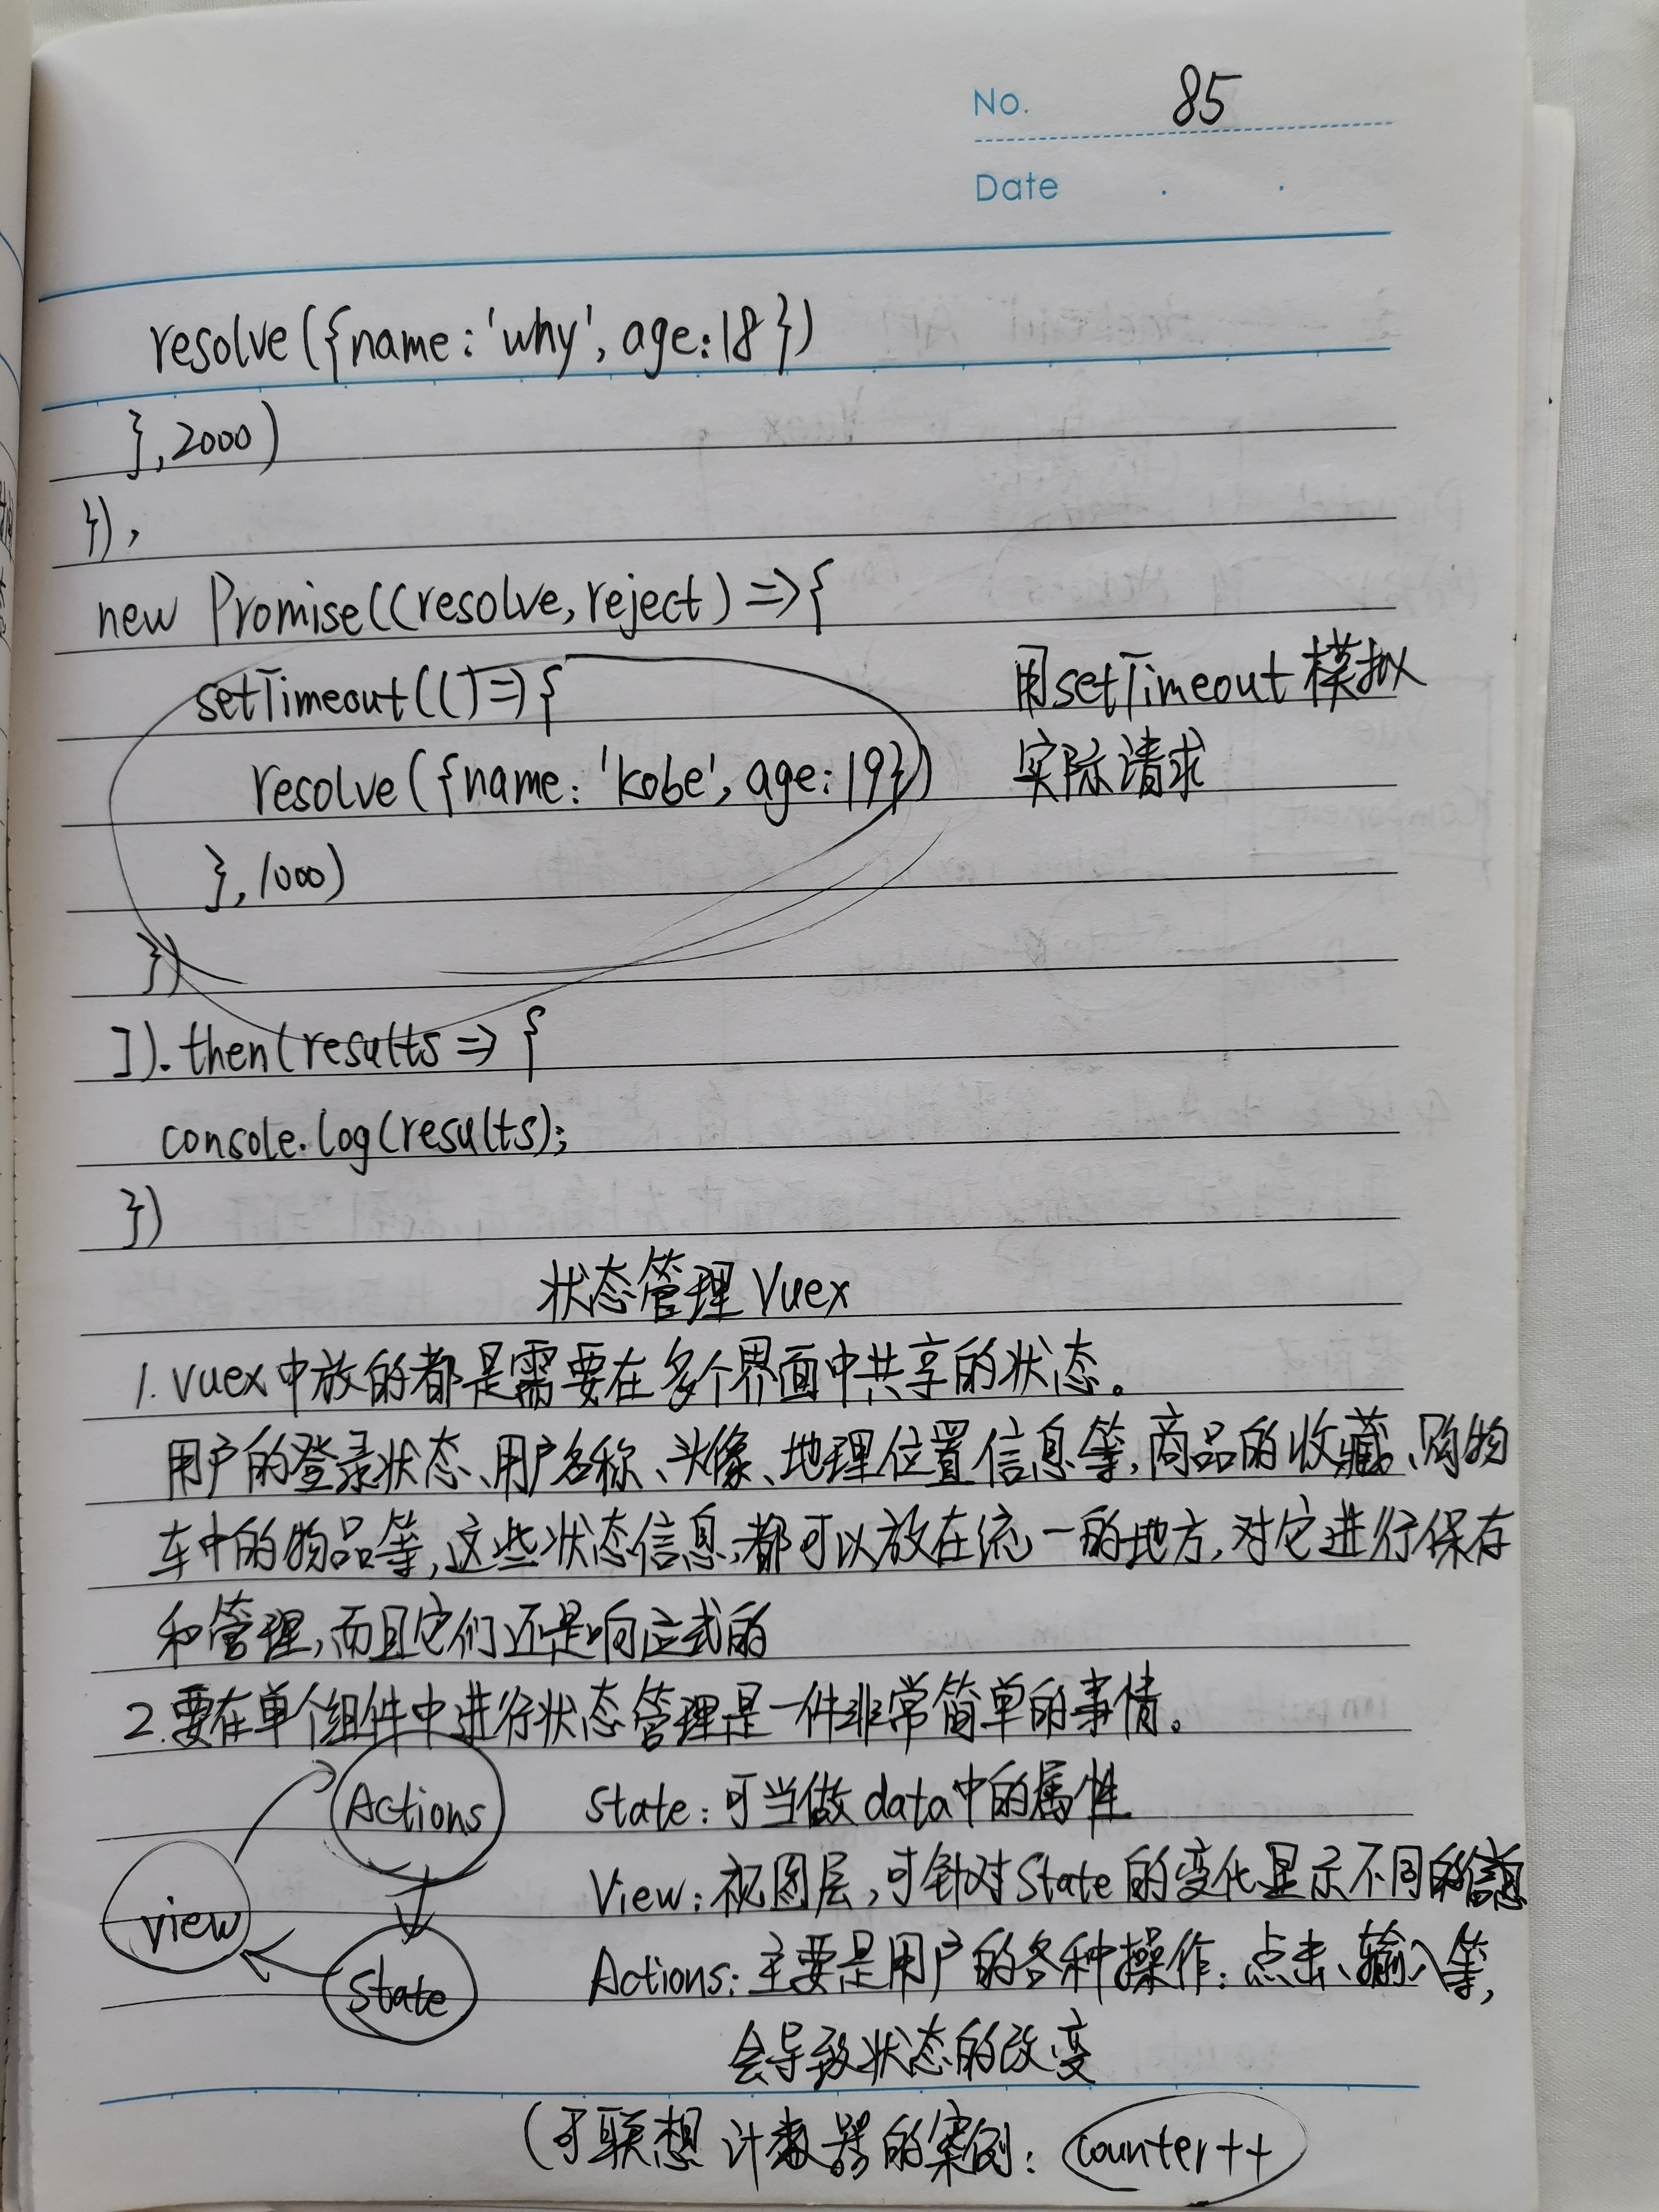 No. 85
Date
resolve({name:'why',age:18})
},2000)
}),
new Promise((resolve,reject)=>{
setTimeout(()=>{
用setTimeout模拟
resolve({name:'kobe',age:19})
实际请求
},1000)
})
]).then(results=>{
console.log(results);
})
状态管理Vuex
1.vuex中放的都是需要在多个界面中共享的状态。
用户的登录状态、用户名称、头像、地理位置信息等,商品的收藏、购物
车中的物品等,这些状态信息,都可以放在统一的地方,对它进行保存
和管理,而且它们还是响应式的
2.要在单个组件中进行状态管理是一件非常简单的事情。
Actions
State:可当做data中的属性
View:视图层,可针对State的变化显示不同的信息
view
Actions:主要是用户的各种操作:点击、输入等,
State
会导致状态的改变
(可联想计数器的案例:counter++